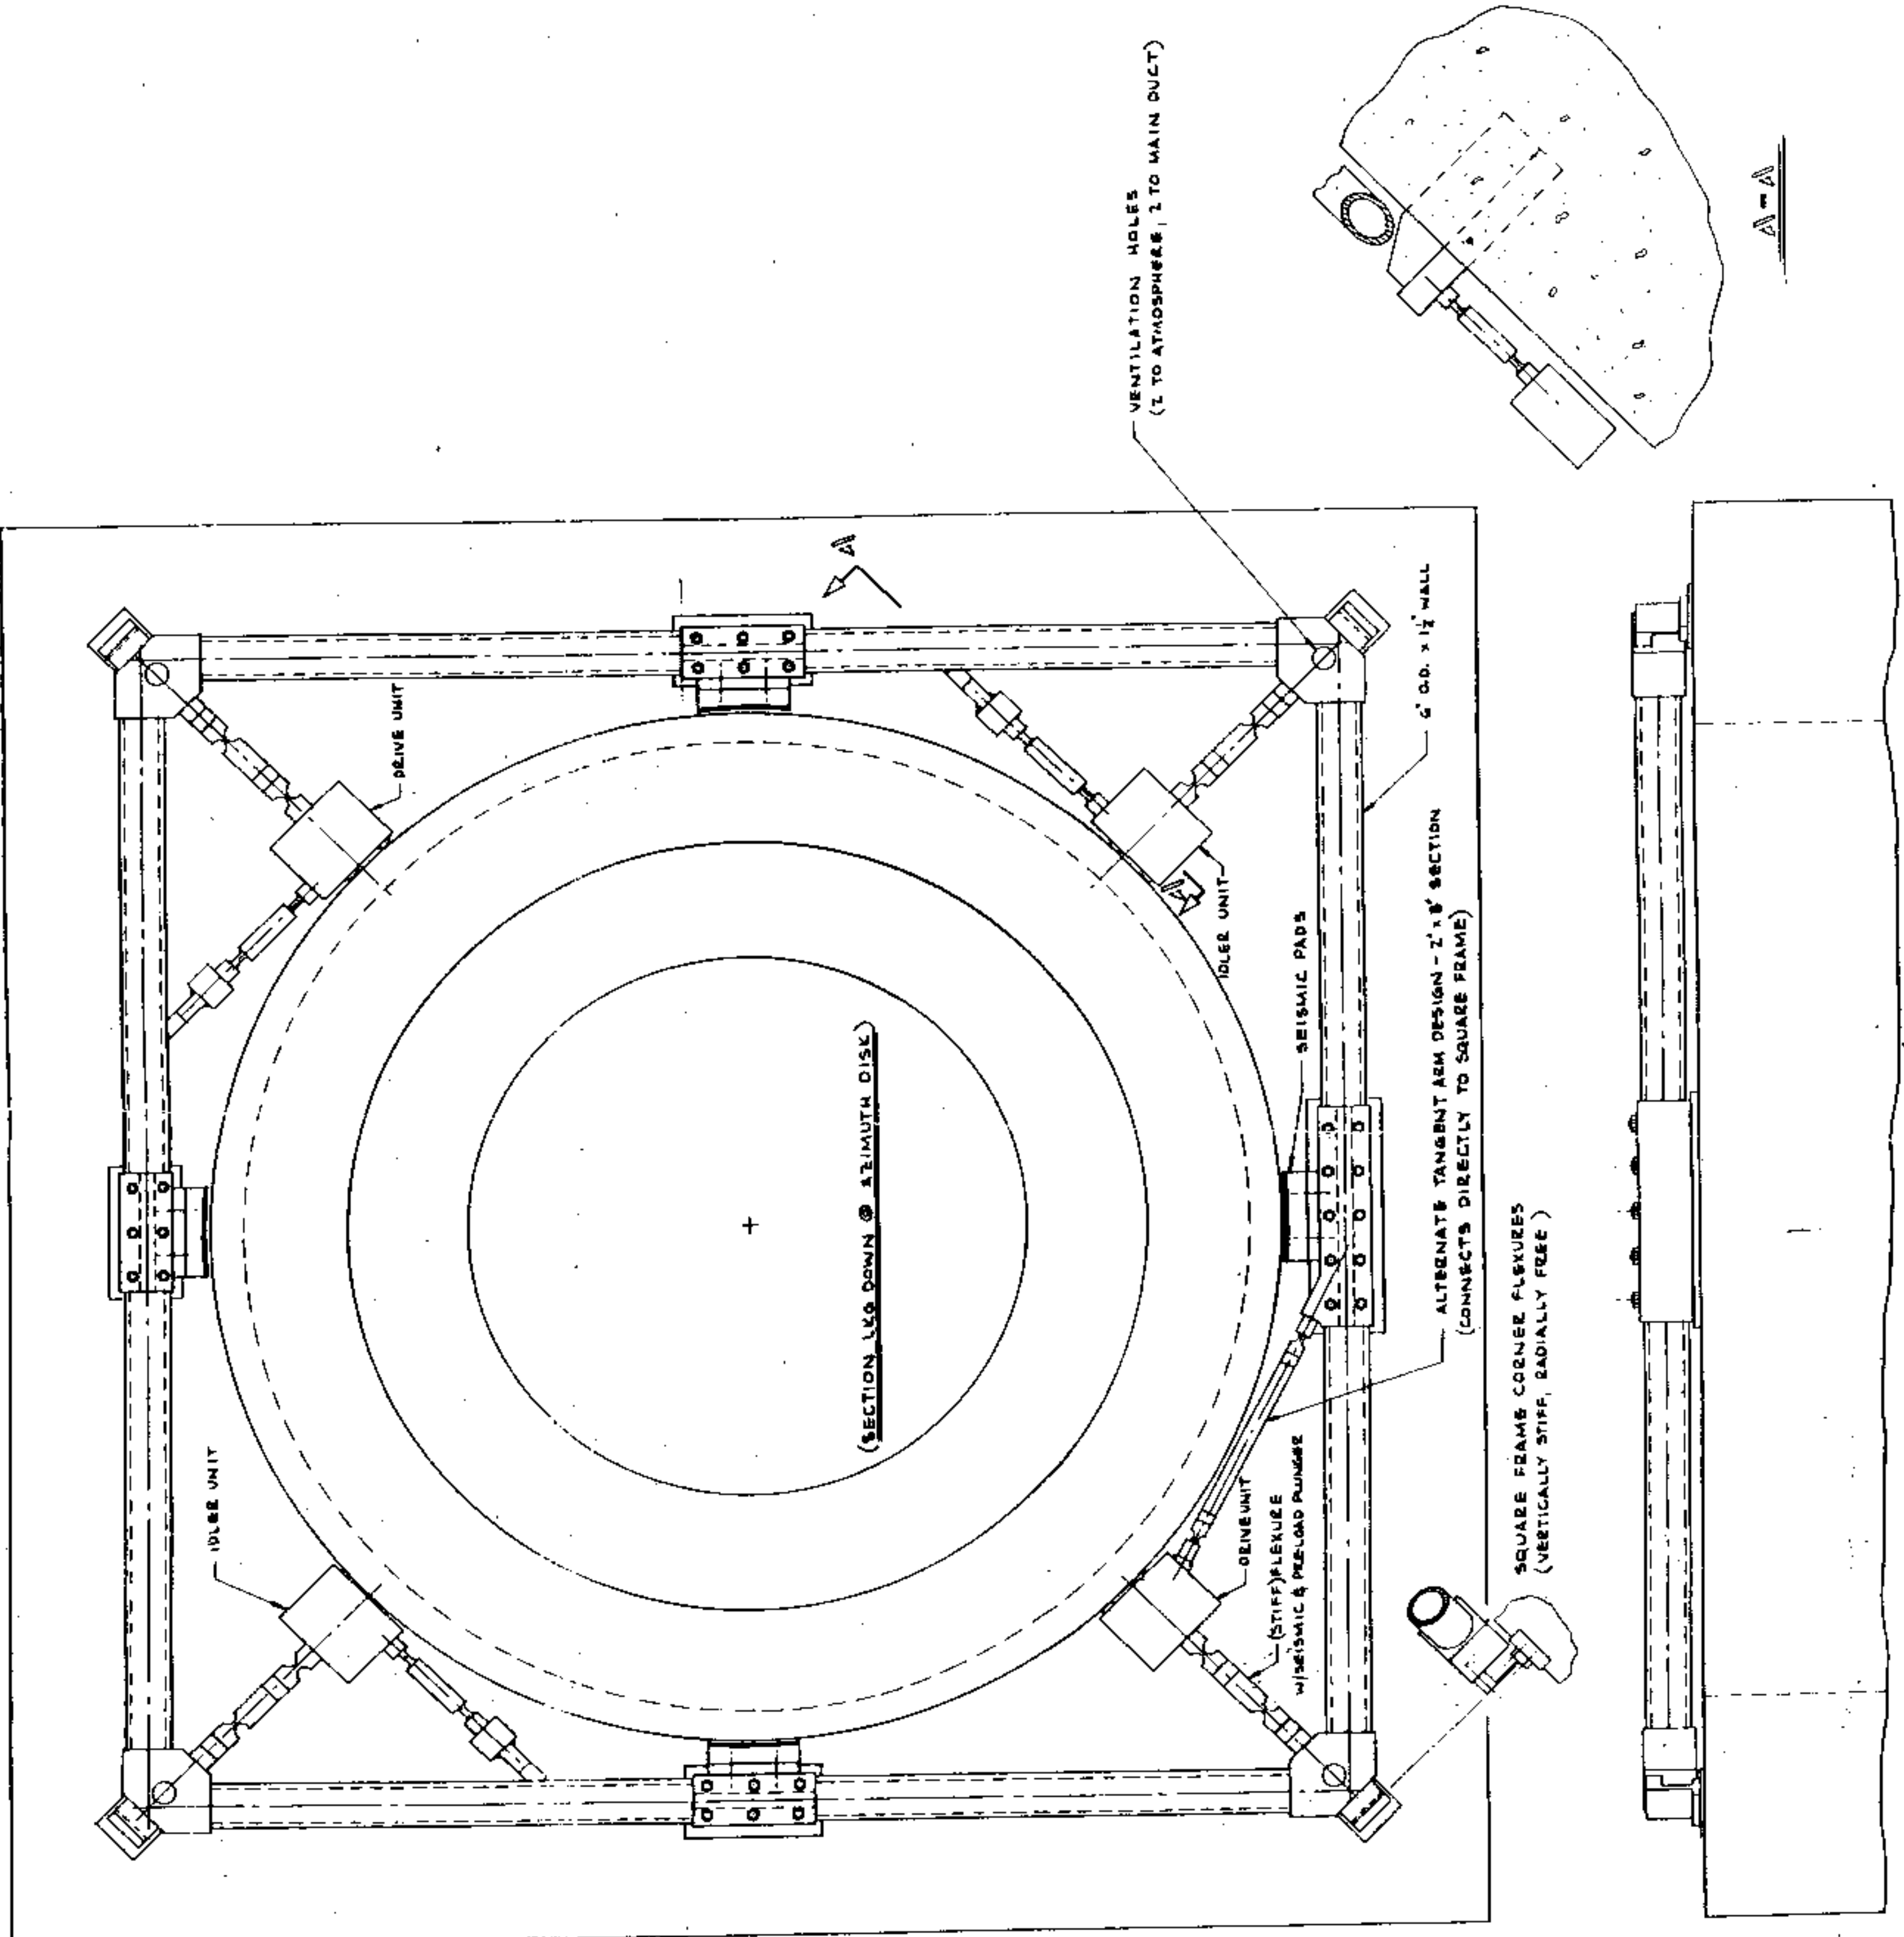 VENTILATION HOLES
(2 TO ATMOSPHERE, 2 TO MAIN DUCT)
A-A
A
A
DRIVE UNIT
IDLER UNIT
6" O.D. x 1½" WALL
SEISMIC PADS
ALTERNATE TANGENT ARM DESIGN - 2" x 8" SECTION
(CONNECTS DIRECTLY TO SQUARE FRAME)
(SECTION LEG DOWN @ AZIMUTH DISK)
IDLER UNIT
DRIVE UNIT
(STIFF) FLEXURE
W/SEISMIC & PRELOAD PLUNGER
SQUARE FRAME CORNER FLEXURES
(VERTICALLY STIFF, RADIALLY FREE)